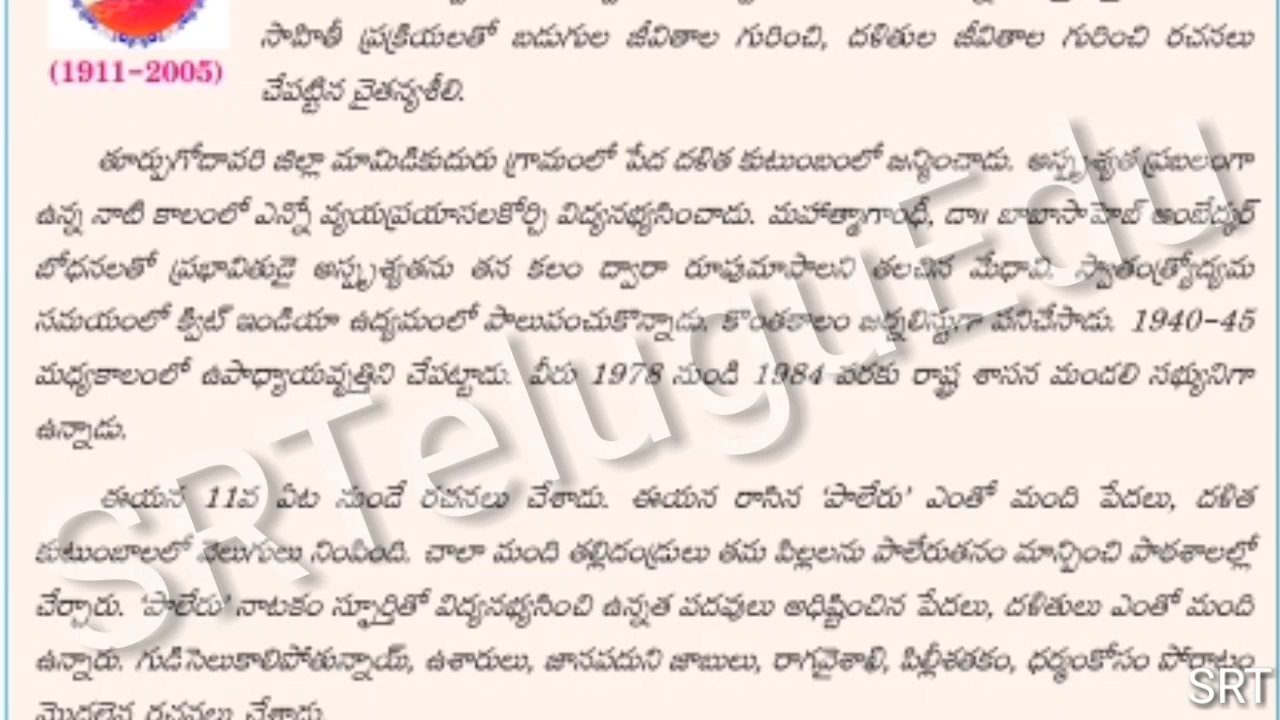 సాహితీ ప్రక్రియలతో బడుగుల జీవితాల గురించి, దళితుల జీవితాల గురించి రచనలు
(1911-2005)
చేపట్టిన చైతన్యశీలి.
తూర్పుగోదావరి జిల్లా మామిడికుదురు గ్రామంలో పేద దళిత కుటుంబంలో జన్మించాడు. అస్పృశ్యత ప్రబలంగా
ఉన్న నాటి కాలంలో ఎన్నో వ్యయప్రయాసలకోర్చి విద్యనభ్యసించాడు. మహాత్మాగాంధీ, డా॥ బాబాసాహెబ్ అంబేద్కర్
బోధనలతో ప్రభావితుడై అస్పృశ్యతను తన కలం ద్వారా రూపుమాపాలని తలచిన మేధావి. స్వాతంత్ర్యోద్యమ
సమయంలో క్విట్ ఇండియా ఉద్యమంలో పాలుపంచుకొన్నాడు. కొంతకాలం జర్నలిస్టుగా పనిచేసాడు. 1940-45
మధ్యకాలంలో ఉపాధ్యాయవృత్తిని చేపట్టాడు. వీరు 1978 నుండి 1984 వరకు రాష్ట్ర శాసన మండలి సభ్యునిగా
ఉన్నాడు.
ఈయన 11వ ఏట నుండే రచనలు చేశాడు. ఈయన రాసిన ‘పాలేరు’ ఎంతో మంది పేదలు, దళిత
కుటుంబాలలో వెలుగులు నింపింది. చాలా మంది తల్లిదండ్రులు తమ పిల్లలను పాలేరుతనం మాన్పించి పాఠశాలల్లో
చేర్చారు. ‘పాలేరు’ నాటకం స్ఫూర్తితో విద్యనభ్యసించి ఉన్నత పదవులు అధిష్టించిన పేదలు, దళితులు ఎంతో మంది
ఉన్నారు. గుడిసెలుకాలిపోతున్నాయ్, ఉశారులు, జానపదుని జాబులు, రాగవైశాఖి, పిల్లీశతకం, ధర్మంకోసం పోరాటం
మొదలైన రచనలు చేశాడు.
SRTeluguEdu
SRT